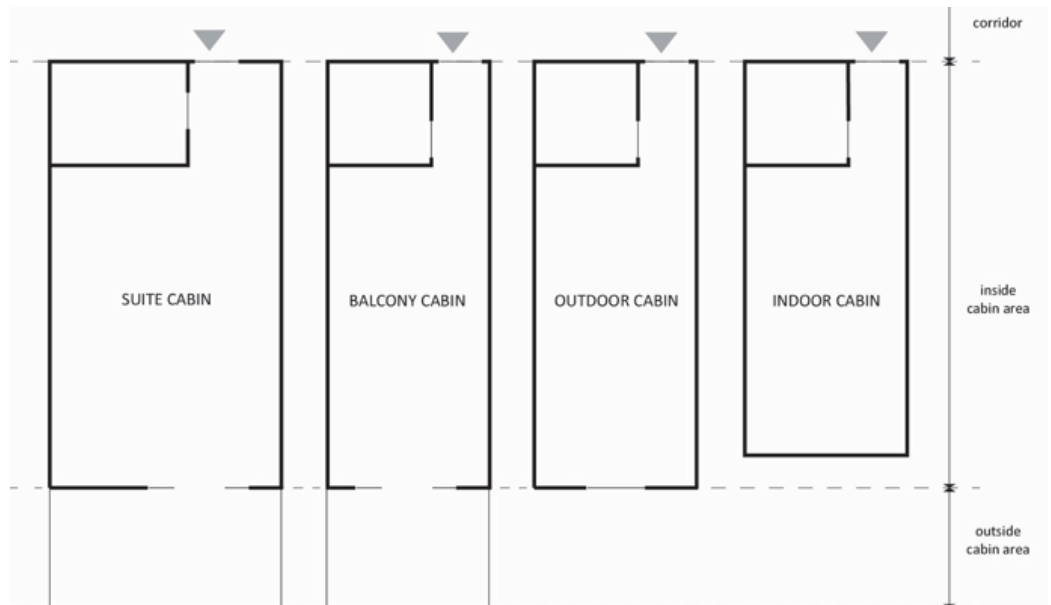 corridor
SUITE CABIN
BALCONY CABIN
OUTDOOR CABIN
INDOOR CABIN
inside
cabin area
outside
cabin area